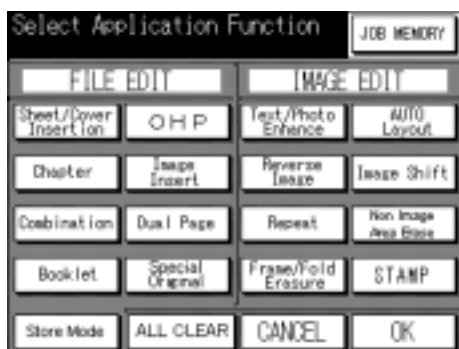 Select Application Function
JOB MEMORY
FILE EDIT
IMAGE EDIT
Sheet/Cover
Insertion
OHP
Text/Photo
Enhance
AUTO
Layout
Chapter
Image
Insert
Reverse
Image
Image Shift
Combination
Dual Page
Repeat
Non Image
Area Erase
Booklet
Special
Original
Frame/Fold
Erasure
STAMP
Store Mode
ALL CLEAR
CANCEL
OK